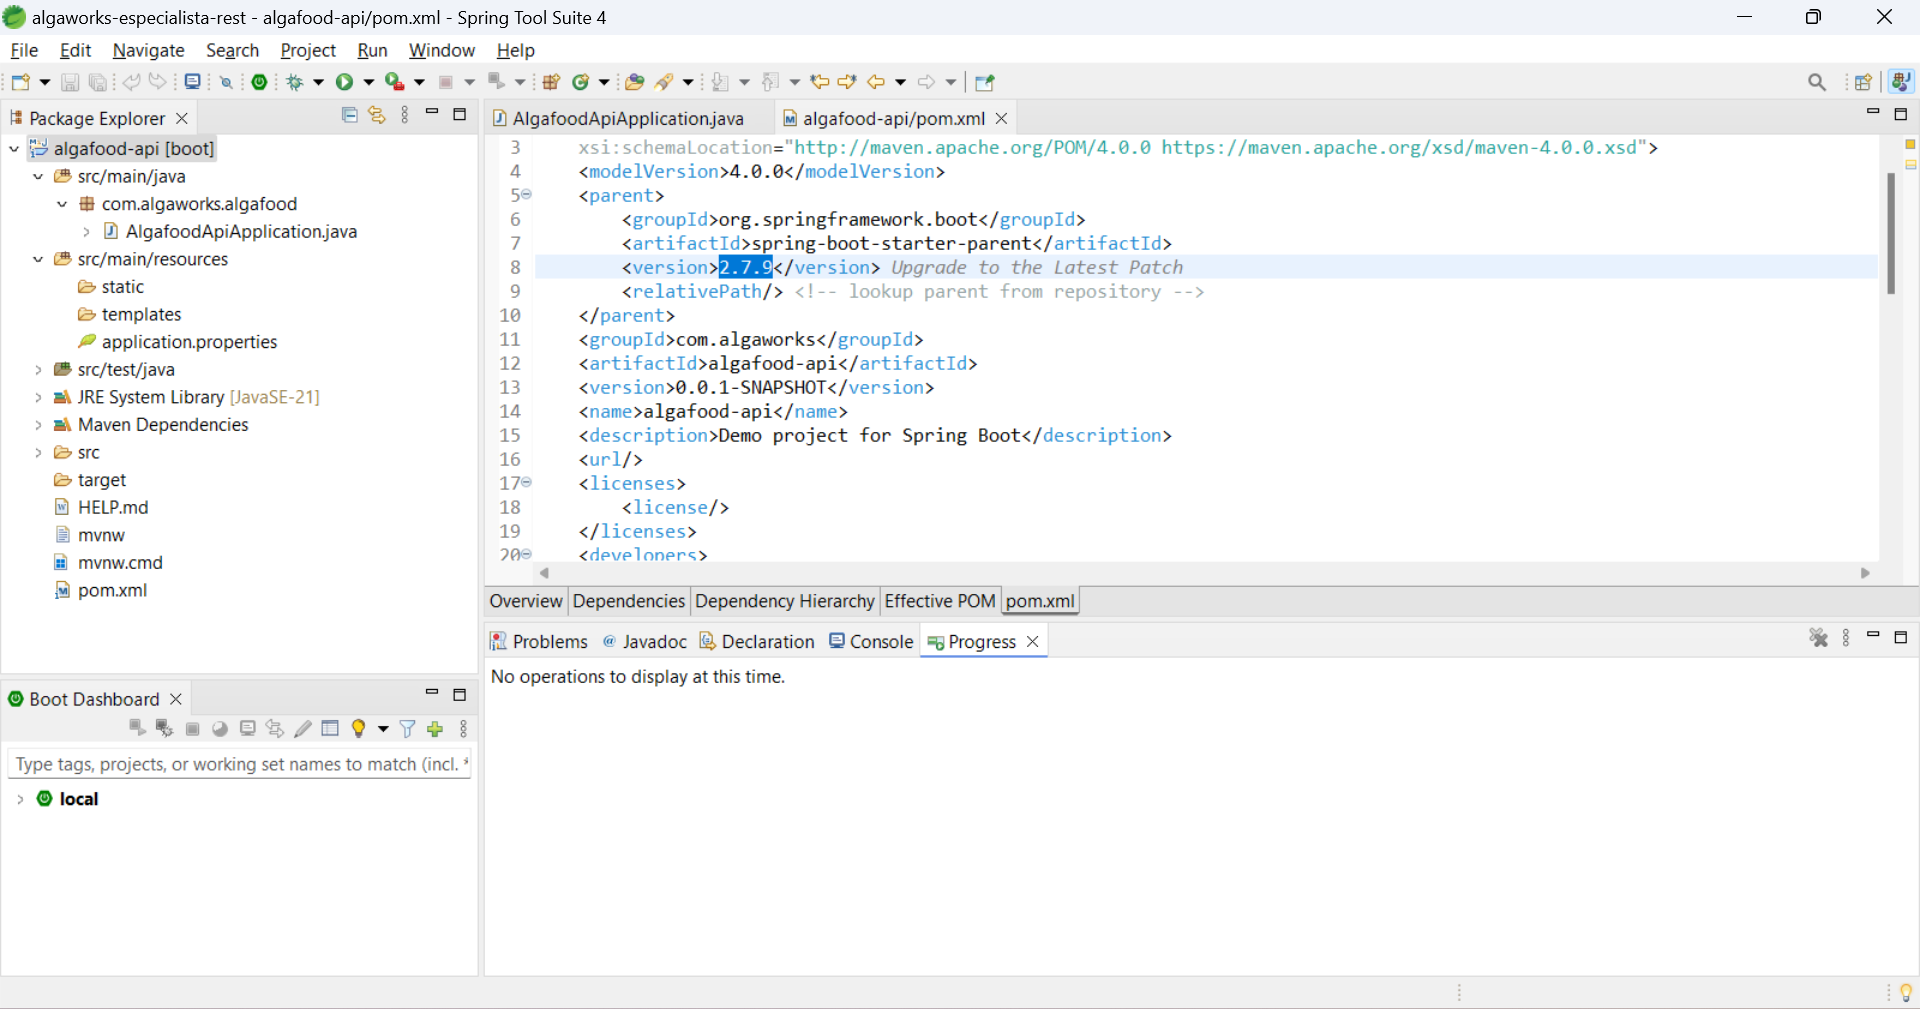 algaworks-especialista-rest - algafood-api/pom.xml - Spring Tool Suite 4
File Edit Navigate Search Project Run Window Help
Package Explorer
algafood-api [boot]
src/main/java
com.algaworks.algafood
AlgafoodApiApplication.java
src/main/resources
static
templates
application.properties
src/test/java
JRE System Library [JavaSE-21]
Maven Dependencies
src
target
HELP.md
mvnw
mvnw.cmd
pom.xml
AlgafoodApiApplication.java algafood-api/pom.xml
3 xsi:schemaLocation="http://maven.apache.org/POM/4.0.0 https://maven.apache.org/xsd/maven-4.0.0.xsd">
4 <modelVersion>4.0.0</modelVersion>
5 <parent>
6 <groupId>org.springframework.boot</groupId>
7 <artifactId>spring-boot-starter-parent</artifactId>
8 <version>2.7.9</version> Upgrade to the Latest Patch
9 <relativePath/> <!-- lookup parent from repository -->
10 </parent>
11 <groupId>com.algaworks</groupId>
12 <artifactId>algafood-api</artifactId>
13 <version>0.0.1-SNAPSHOT</version>
14 <name>algafood-api</name>
15 <description>Demo project for Spring Boot</description>
16 <url/>
17 <licenses>
18 <license/>
19 </licenses>
20 <developers>
Overview Dependencies Dependency Hierarchy Effective POM pom.xml
Problems Javadoc Declaration Console Progress
No operations to display at this time.
Boot Dashboard
Type tags, projects, or working set names to match (incl. *
local